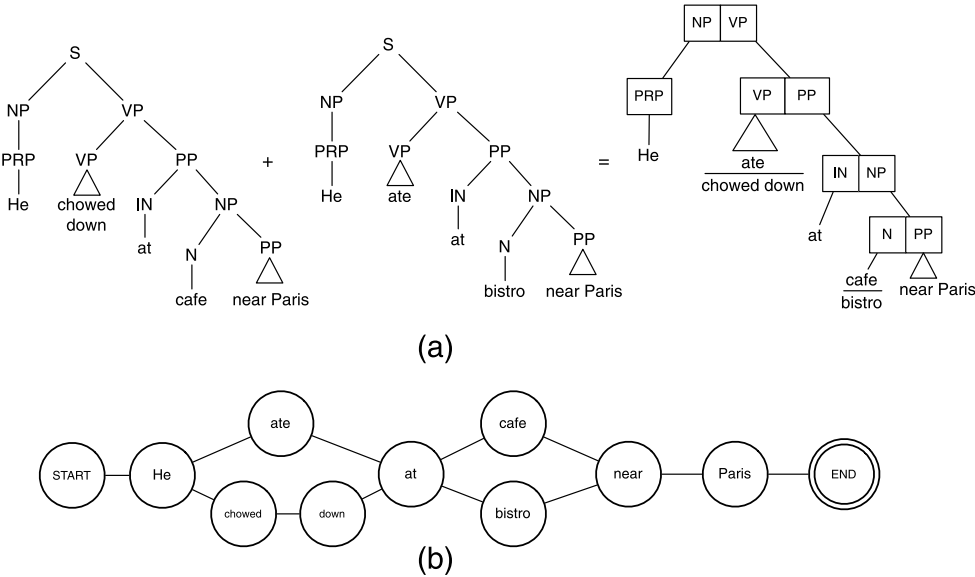 S
NP VP
PRP VP PP
He chowed down IN NP
at N PP
cafe near Paris
+
S
NP VP
PRP VP PP
He ate IN NP
at N PP
bistro near Paris
=
NP VP
PRP VP PP
He ate
chowed down
IN NP
at N PP
cafe
bistro
near Paris
(a)
ate cafe
START He at near Paris END
chowed down bistro
(b)